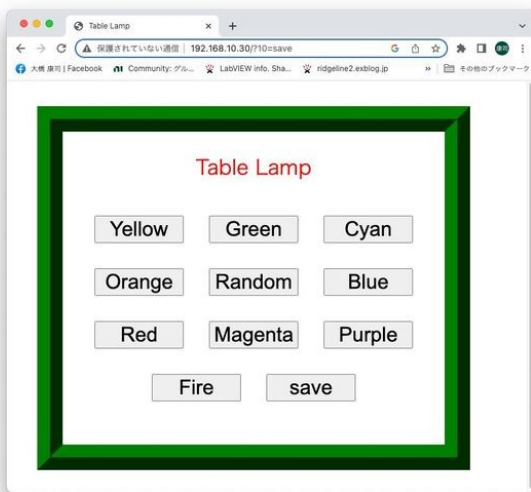 Table Lamp
保護されていない通信 | 192.168.10.30/?10=save
大橋 康司 | Facebook Community: グル... LabVIEW info. Sha... ridgeline2.exblog.jp » その他のブックマーク
Table Lamp
Yellow Green Cyan
Orange Random Blue
Red Magenta Purple
Fire save